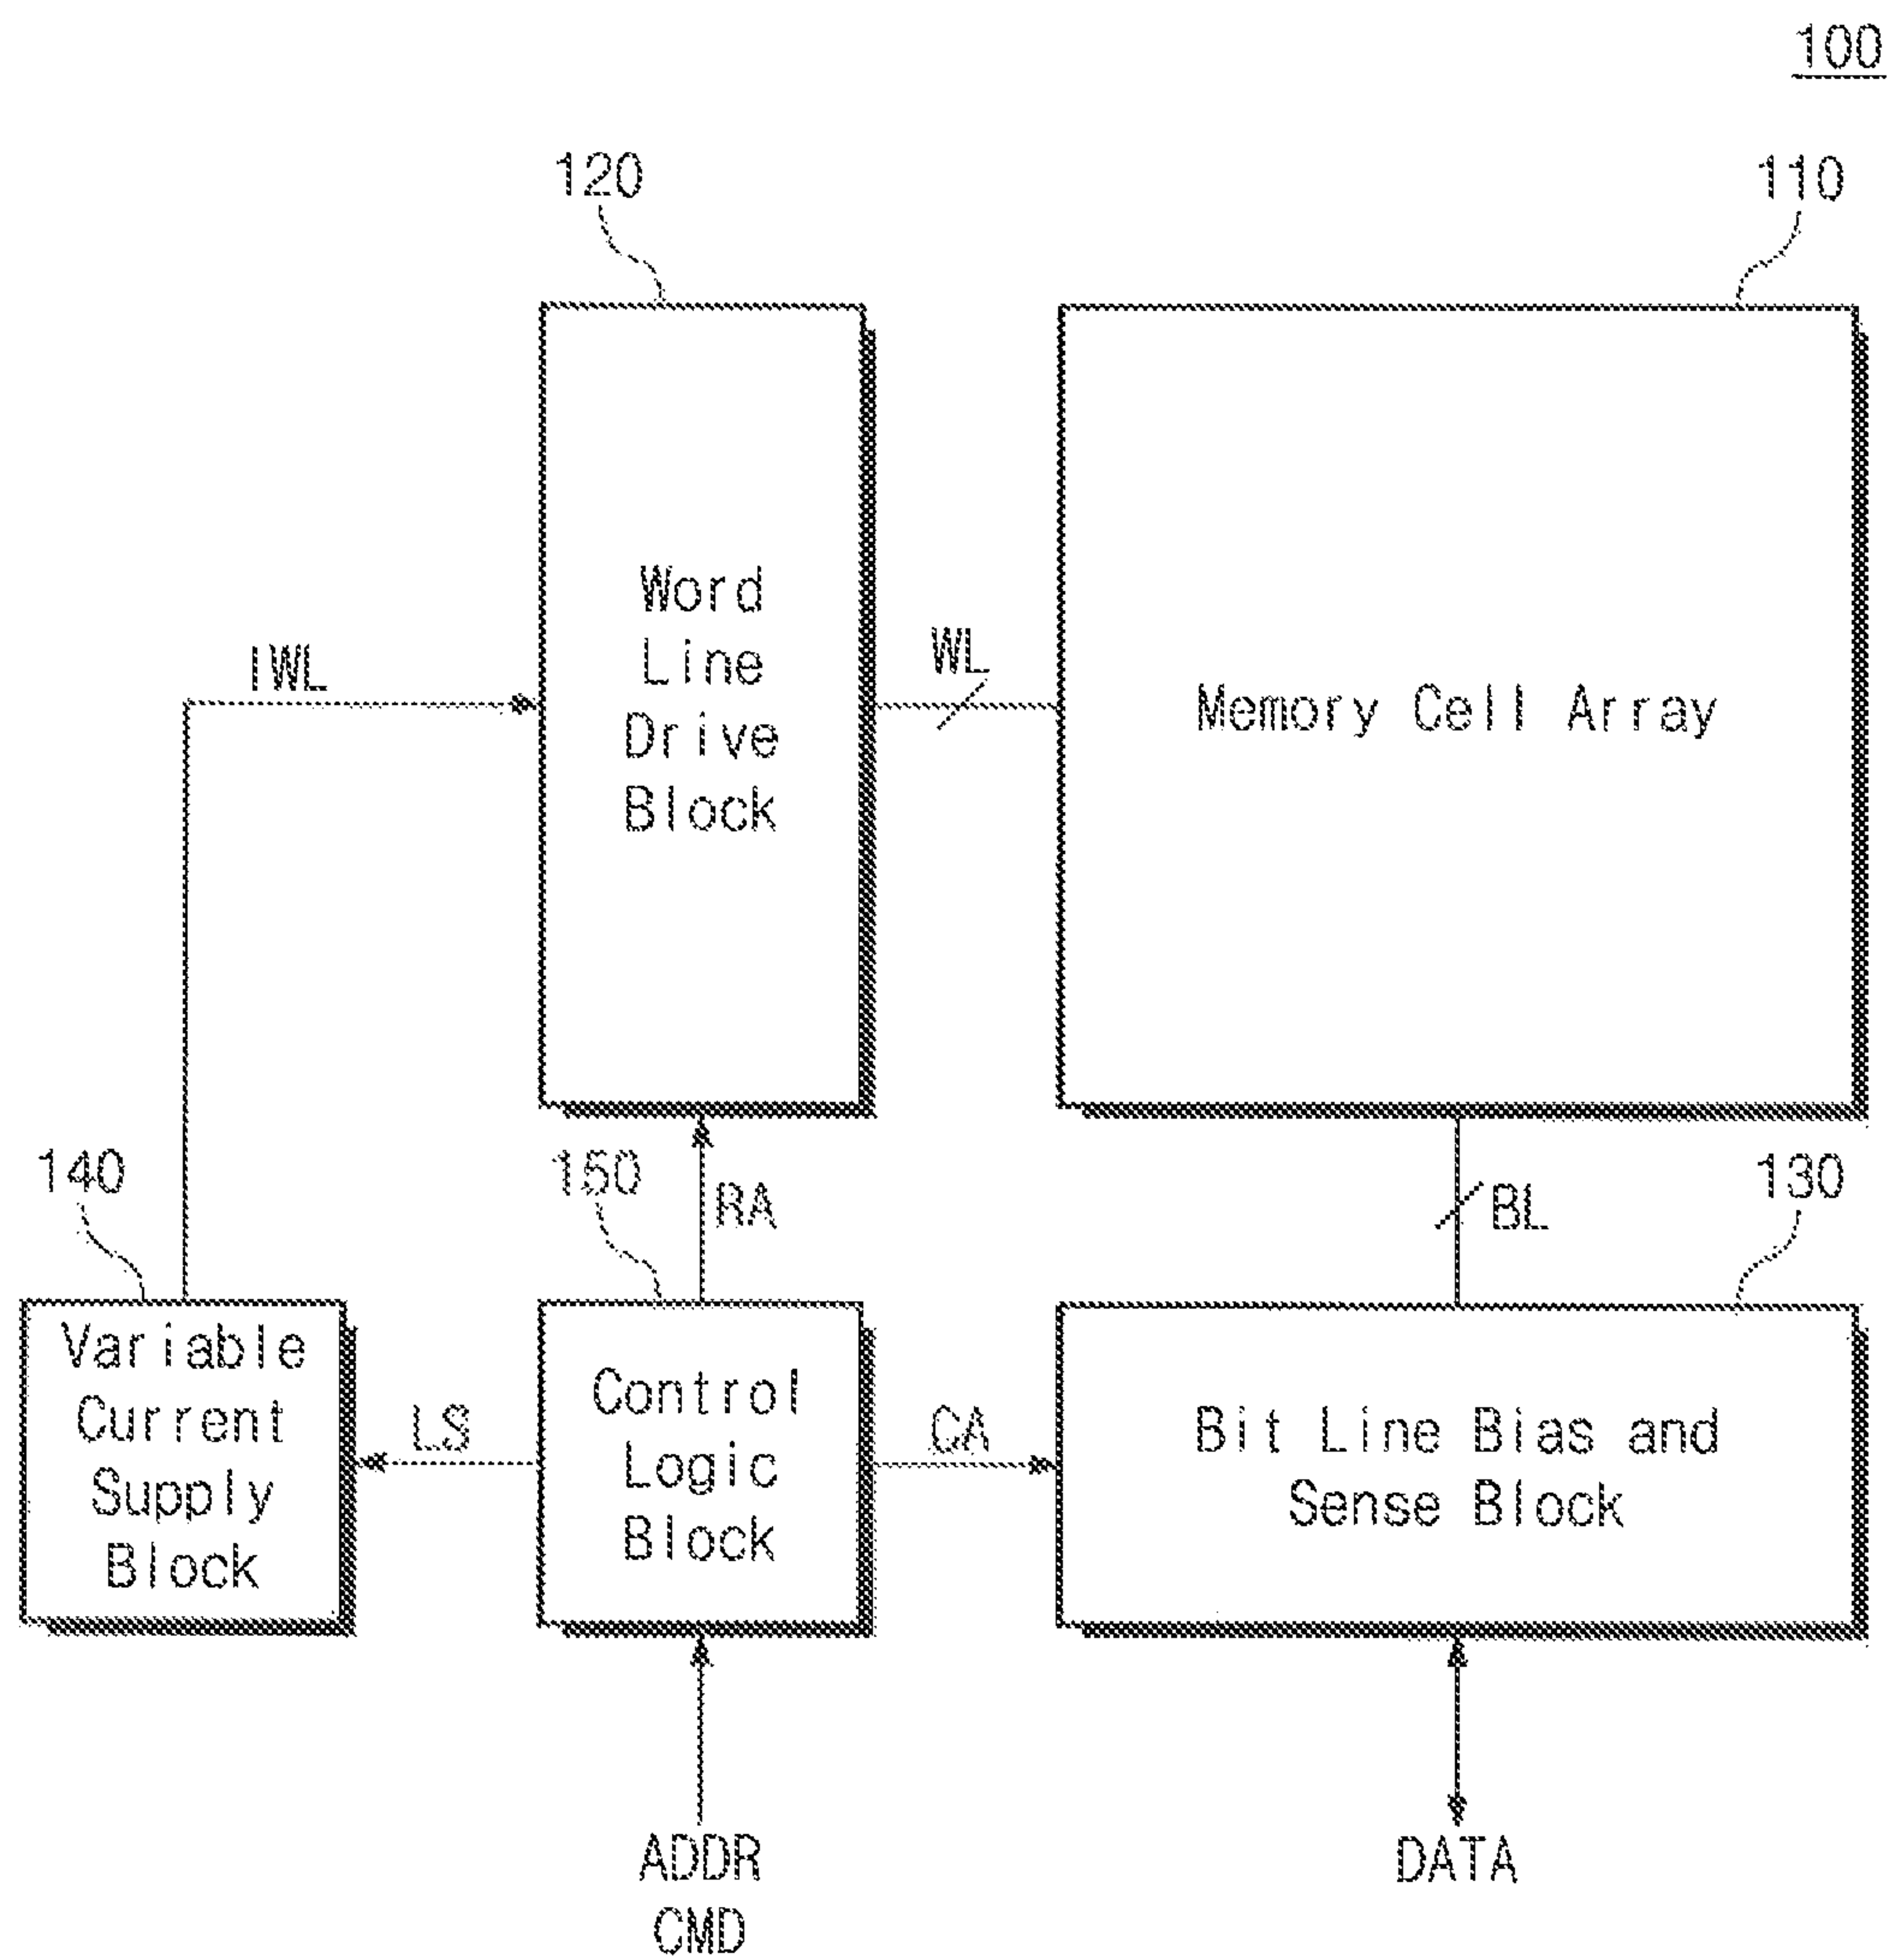 100
120
110
Word
Line
Drive
Block
IWL
WL
Memory Cell Array
140
150
RA
BL
130
Variable
Current
Supply
Block
LS
Control
Logic
Block
CA
Bit Line Bias and
Sense Block
ADDR
CMD
DATA